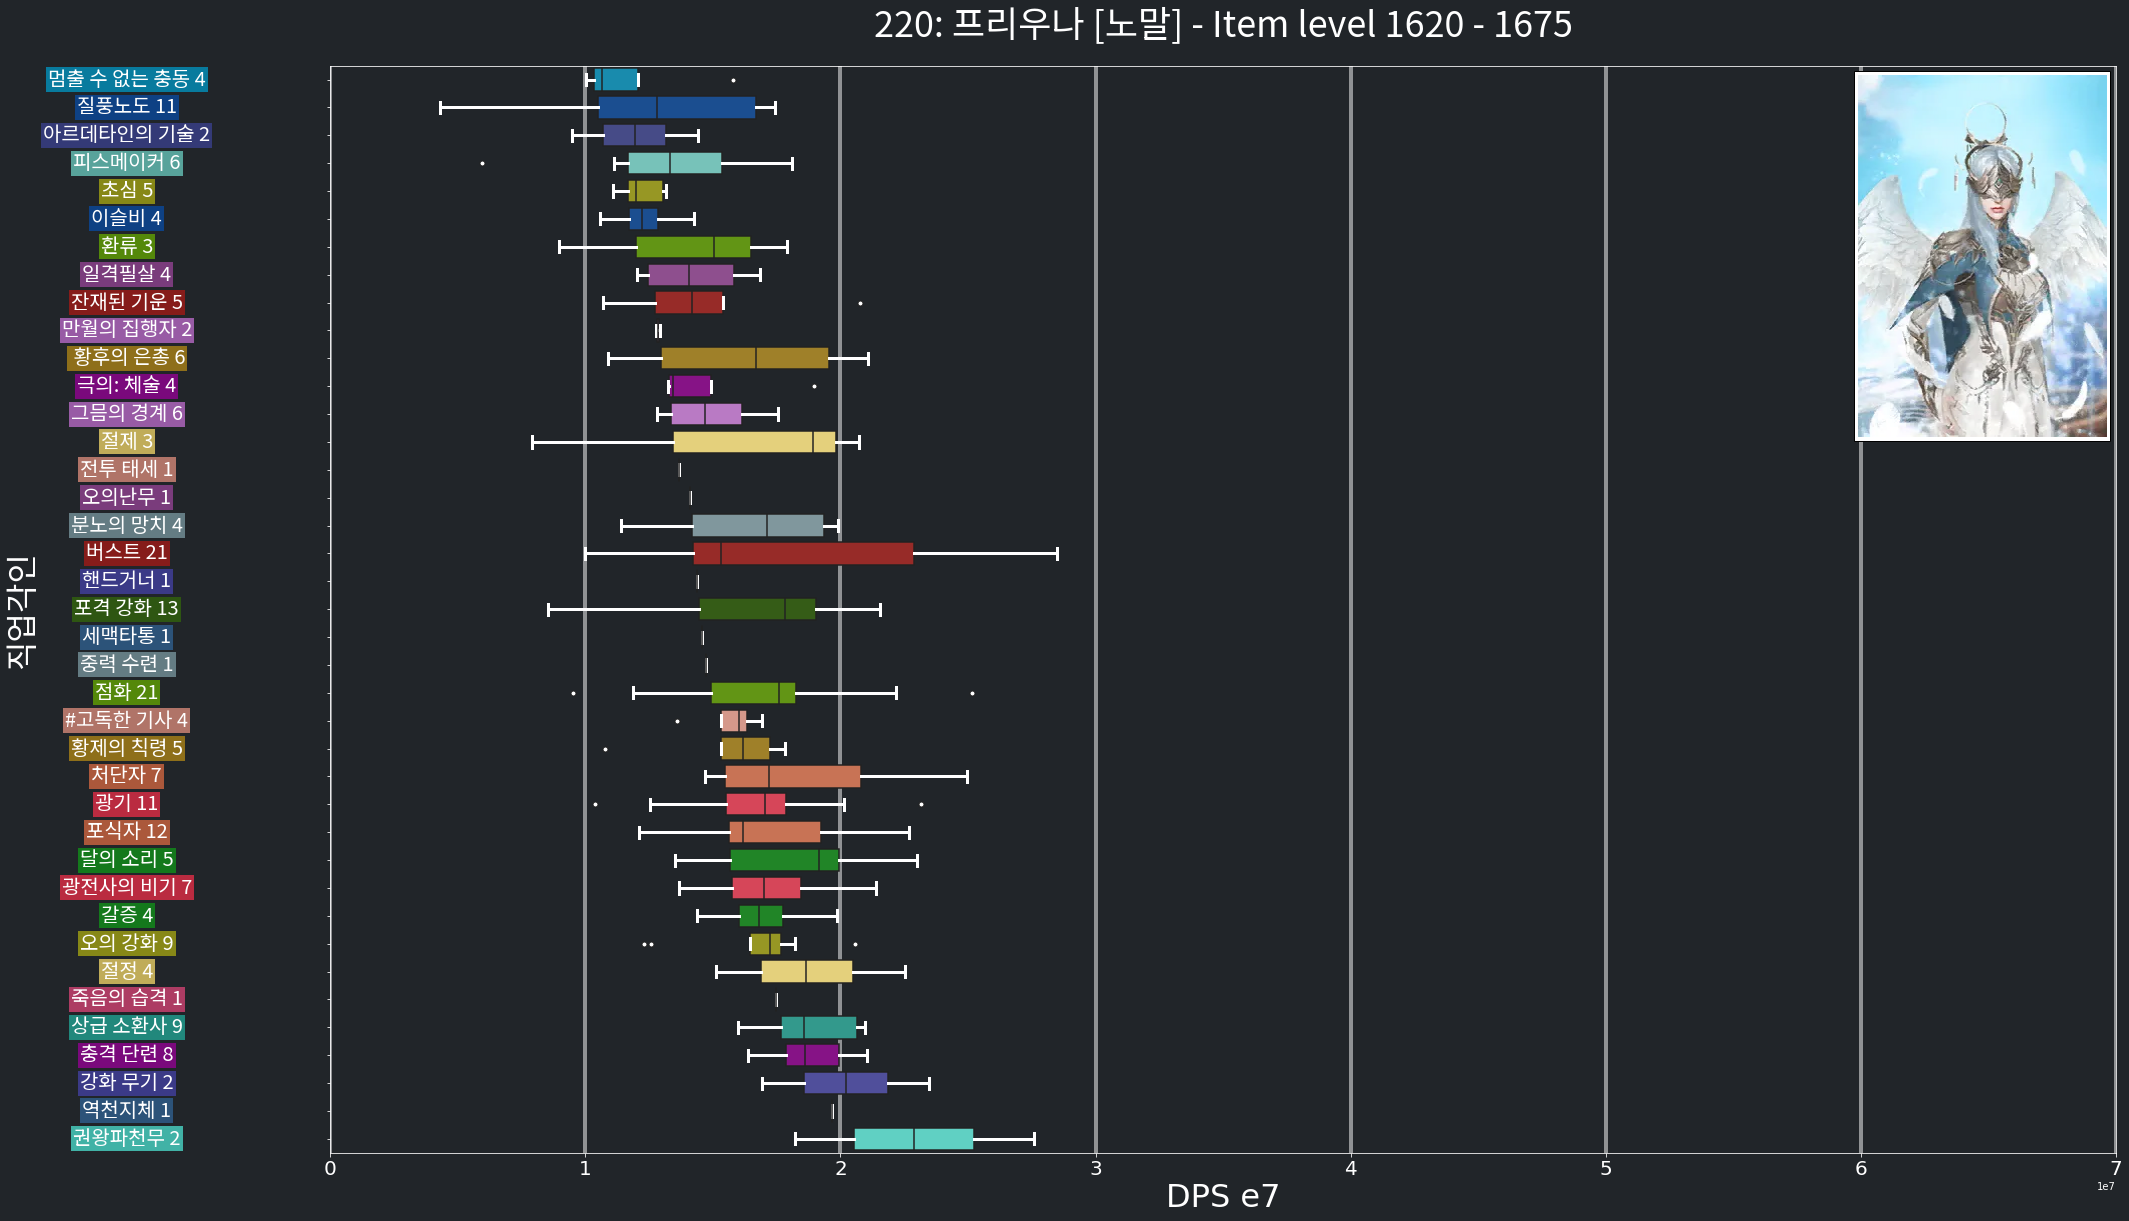 220: 프리우나 [노말] - Item level 1620 - 1675
멈출 수 없는 충동 4
질풍노도 11
아르데타인의 기술 2
피스메이커 6
초심 5
이슬비 4
환류 3
일격필살 4
잔재된 기운 5
만월의 집행자 2
황후의 은총 6
극의: 체술 4
그믐의 경계 6
절제 3
전투 태세 1
오의난무 1
분노의 망치 4
버스트 21
핸드거너 1
포격 강화 13
세맥타통 1
중력 수련 1
점화 21
#고독한 기사 4
황제의 칙령 5
처단자 7
광기 11
포식자 12
달의 소리 5
광전사의 비기 7
갈증 4
오의 강화 9
절정 4
죽음의 습격 1
상급 소환사 9
충격 단련 8
강화 무기 2
역천지체 1
권왕파천무 2
직업각인
0 1 2 3 4 5 6 7
1e7
DPS e7